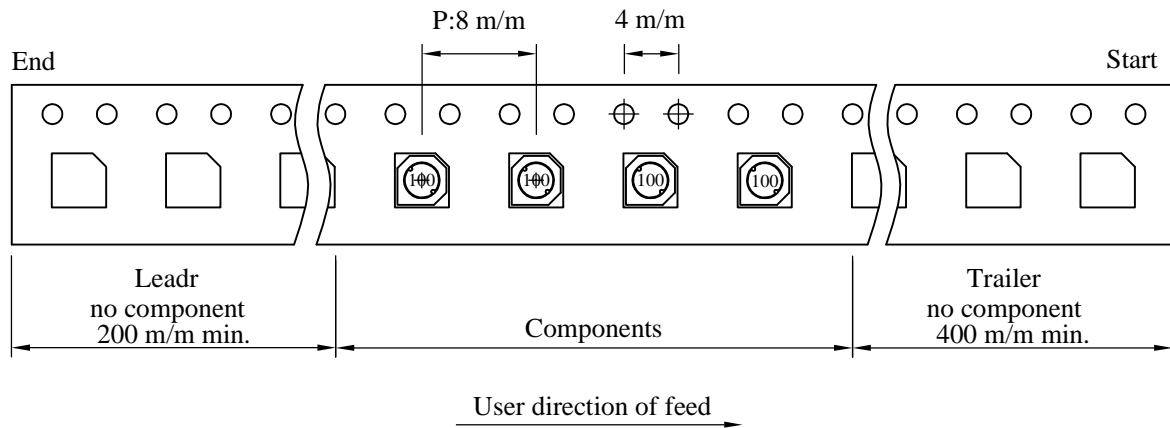 P:8 m/m
4 m/m
End
Start
100
100
100
100
Leadr
no component
200 m/m min.
Components
Trailer
no component
400 m/m min.
User direction of feed